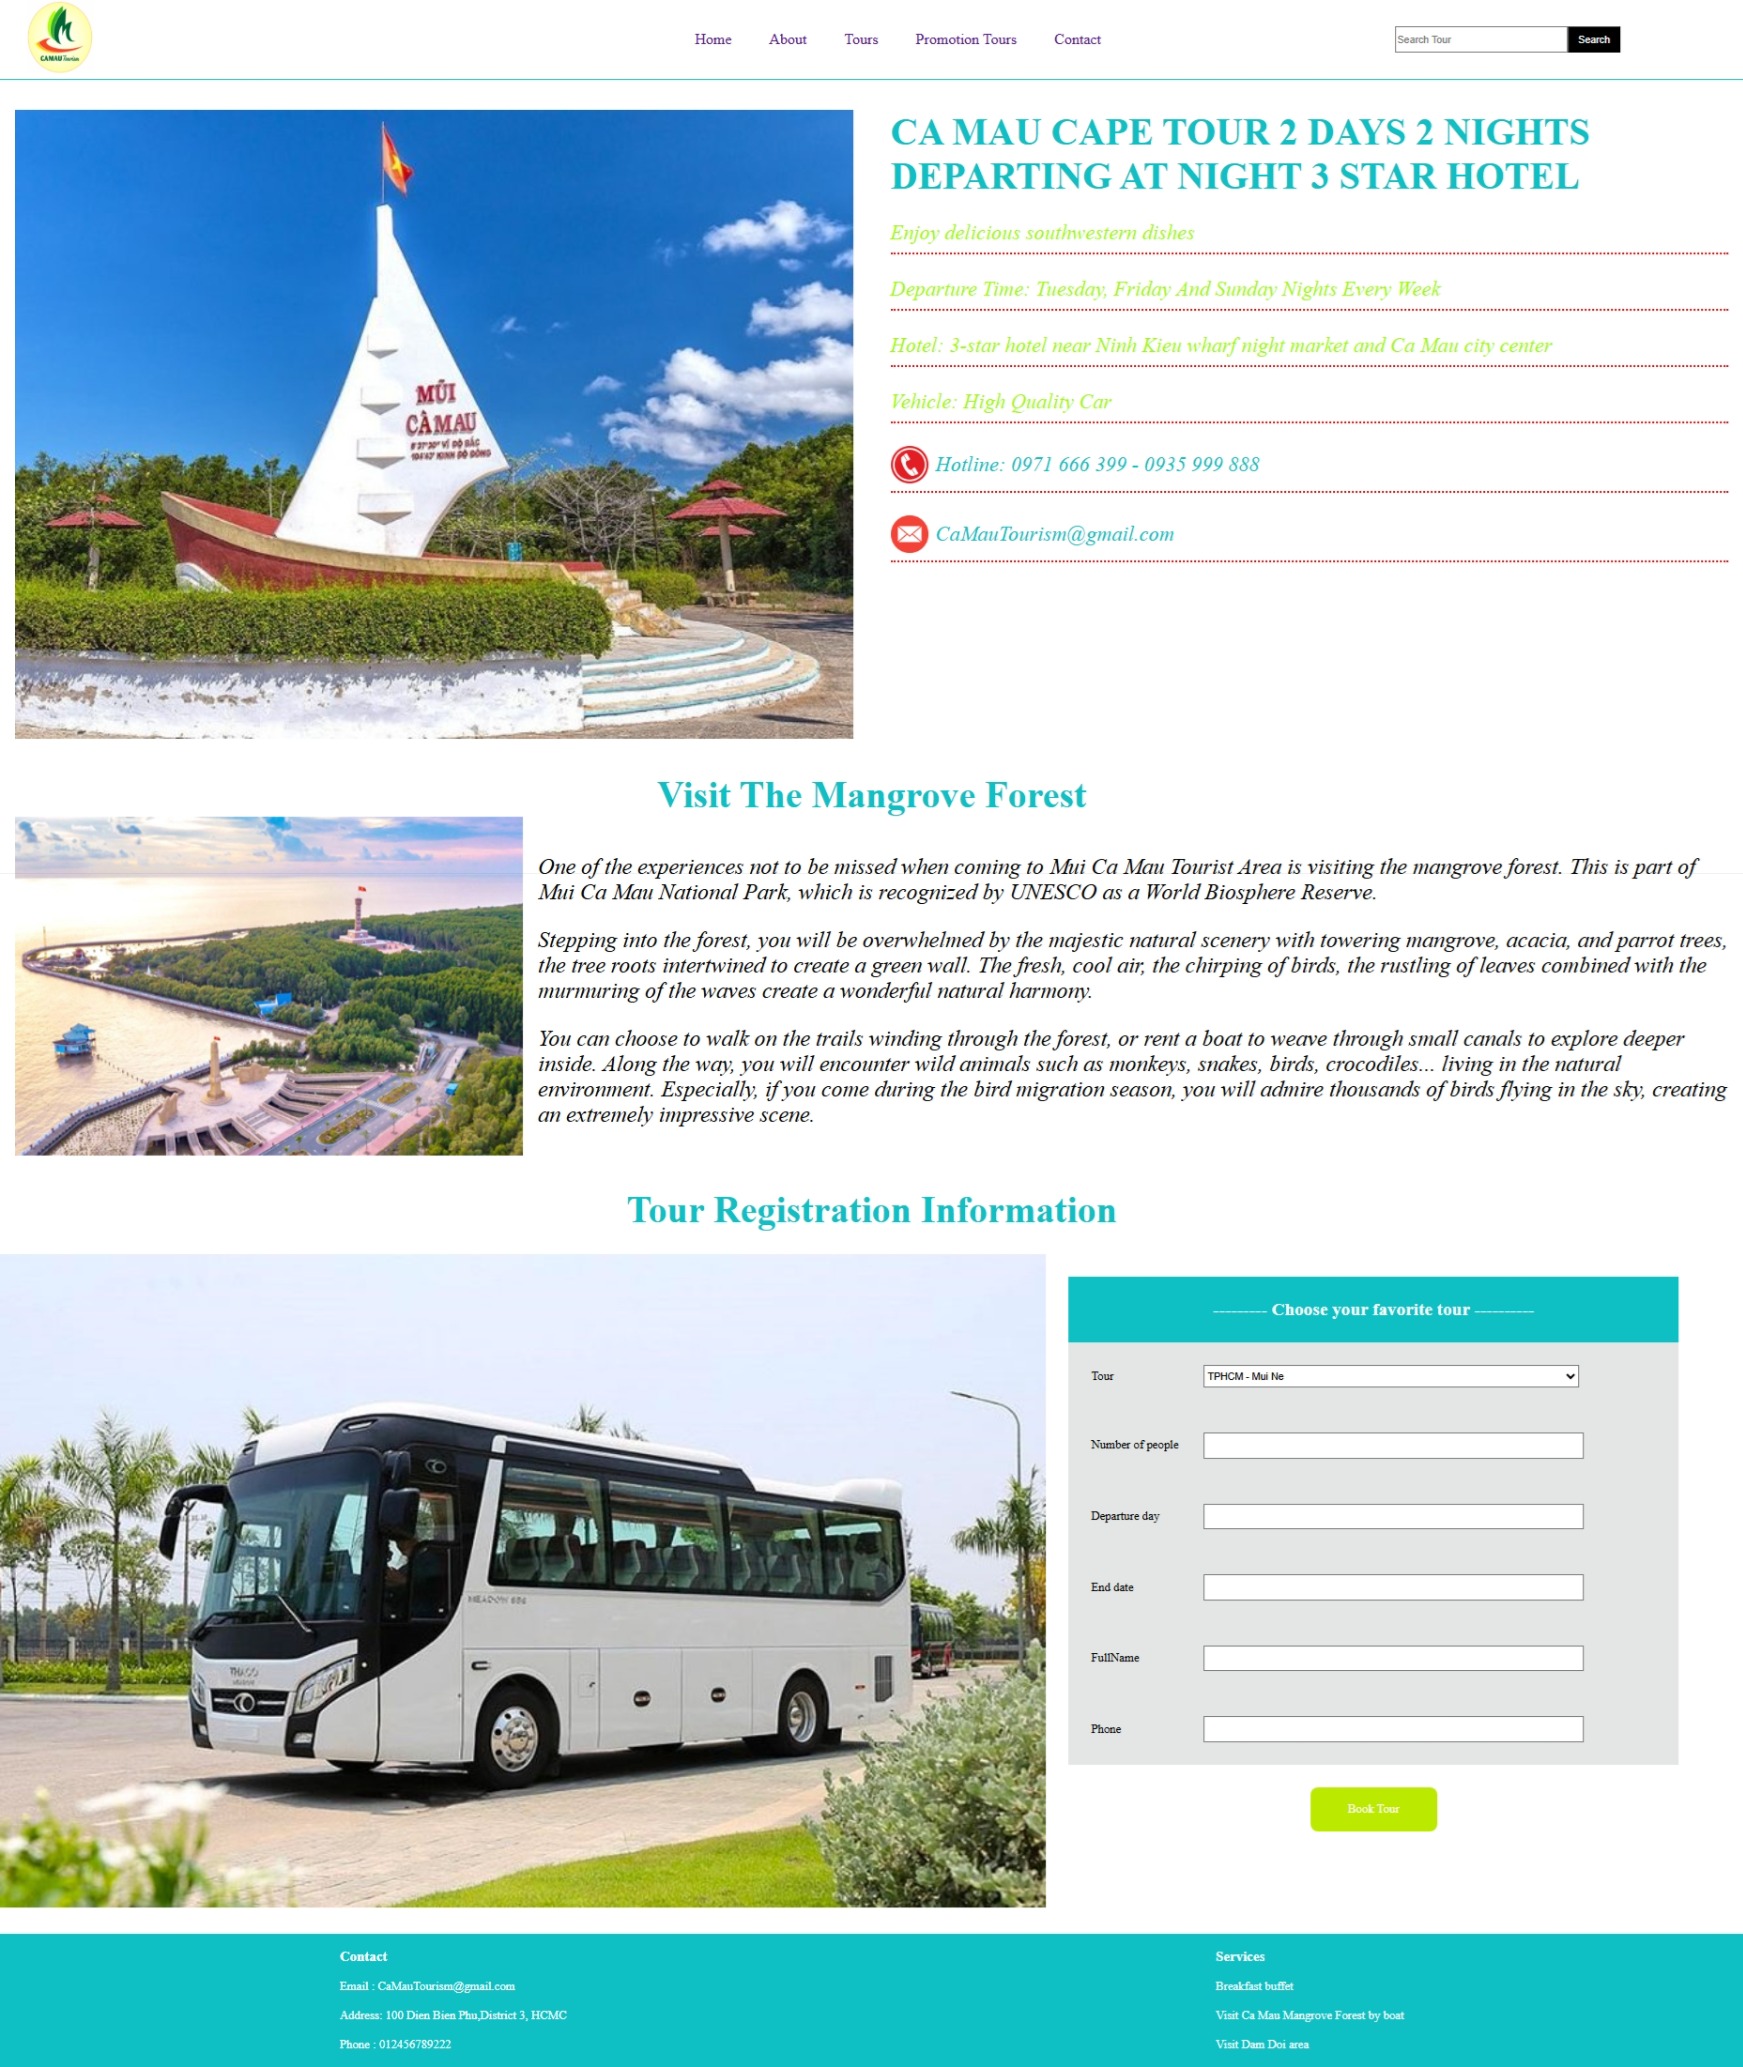 CAMAU Tourism
Home About Tours Promotion Tours Contact
Search Tour Search
CA MAU CAPE TOUR 2 DAYS 2 NIGHTS
DEPARTING AT NIGHT 3 STAR HOTEL
Enjoy delicious southwestern dishes
Departure Time: Tuesday, Friday And Sunday Nights Every Week
Hotel: 3-star hotel near Ninh Kieu wharf night market and Ca Mau city center
Vehicle: High Quality Car
Hotline: 0971 666 399 - 0935 999 888
CaMauTourism@gmail.com
MŨI
CÀ MAU
8°37'30" VĨ ĐỘ BẮC
104°43' KINH ĐỘ ĐÔNG
Visit The Mangrove Forest
One of the experiences not to be missed when coming to Mui Ca Mau Tourist Area is visiting the mangrove forest. This is part of
Mui Ca Mau National Park, which is recognized by UNESCO as a World Biosphere Reserve.
Stepping into the forest, you will be overwhelmed by the majestic natural scenery with towering mangrove, acacia, and parrot trees,
the tree roots intertwined to create a green wall. The fresh, cool air, the chirping of birds, the rustling of leaves combined with the
murmuring of the waves create a wonderful natural harmony.
You can choose to walk on the trails winding through the forest, or rent a boat to weave through small canals to explore deeper
inside. Along the way, you will encounter wild animals such as monkeys, snakes, birds, crocodiles... living in the natural
environment. Especially, if you come during the bird migration season, you will admire thousands of birds flying in the sky, creating
an extremely impressive scene.
Tour Registration Information
THACO
MEADOW
--------- Choose your favorite tour ----------
Tour TPHCM - Mui Ne
Number of people
Departure day
End date
FullName
Phone
Book Tour
Contact
Email : CaMauTourism@gmail.com
Address: 100 Dien Bien Phu,District 3, HCMC
Phone : 012456789222
Services
Breakfast buffet
Visit Ca Mau Mangrove Forest by boat
Visit Dam Doi area